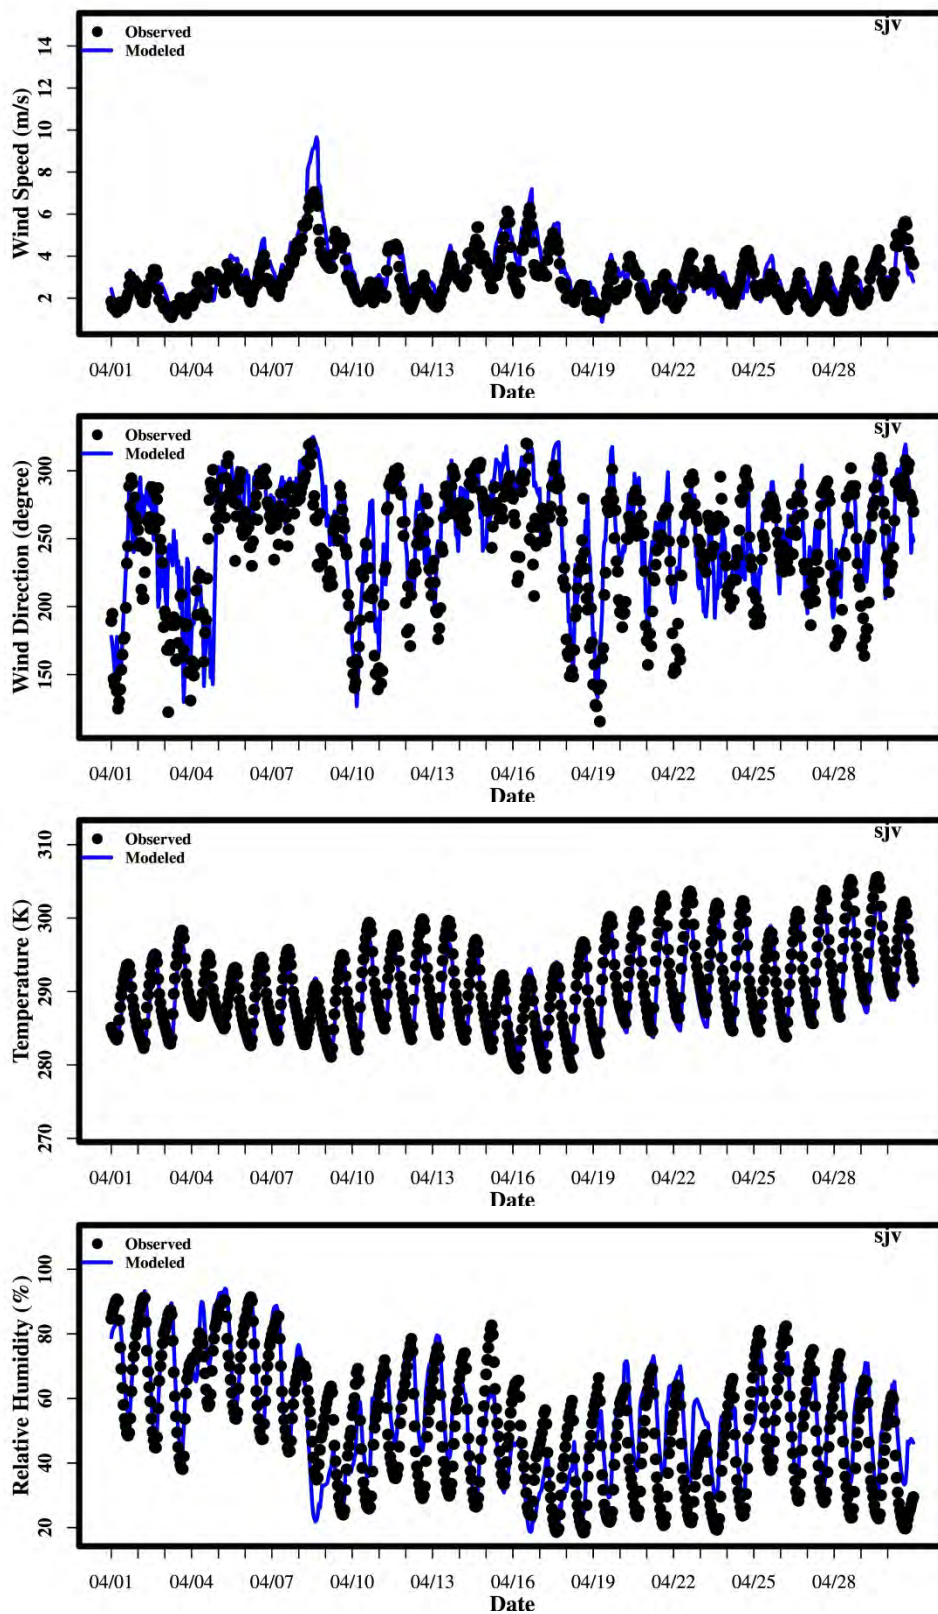 sjv
Observed
Modeled
Wind Speed (m/s)
2 4 6 8 10 12 14
04/01 04/04 04/07 04/10 04/13 04/16 04/19 04/22 04/25 04/28
Date
sjv
Observed
Modeled
Wind Direction (degree)
150 200 250 300
04/01 04/04 04/07 04/10 04/13 04/16 04/19 04/22 04/25 04/28
Date
sjv
Observed
Modeled
Temperature (K)
270 280 290 300 310
04/01 04/04 04/07 04/10 04/13 04/16 04/19 04/22 04/25 04/28
Date
sjv
Observed
Modeled
Relative Humidity (%)
20 40 60 80 100
04/01 04/04 04/07 04/10 04/13 04/16 04/19 04/22 04/25 04/28
Date